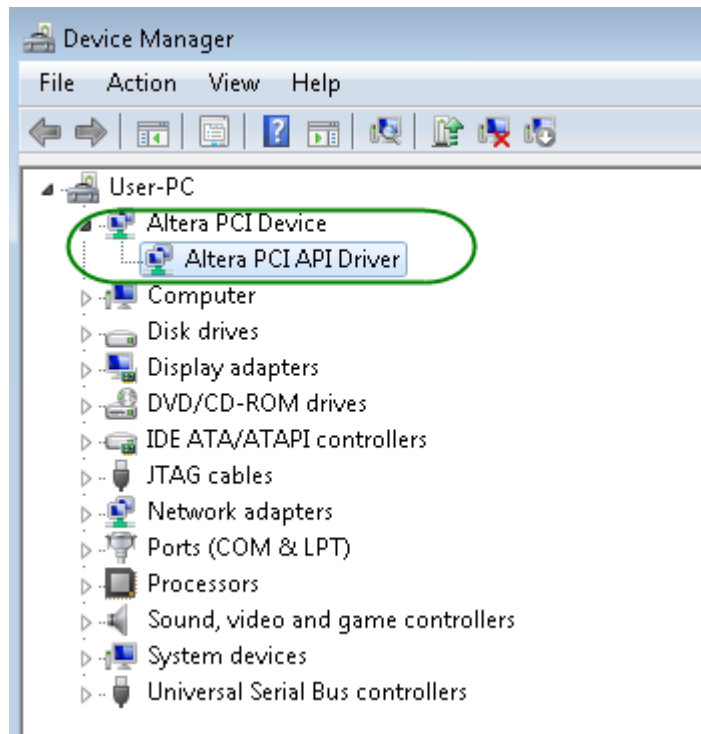 Device Manager
File Action View Help
User-PC
Altera PCI Device
Altera PCI API Driver
Computer
Disk drives
Display adapters
DVD/CD-ROM drives
IDE ATA/ATAPI controllers
JTAG cables
Network adapters
Ports (COM & LPT)
Processors
Sound, video and game controllers
System devices
Universal Serial Bus controllers